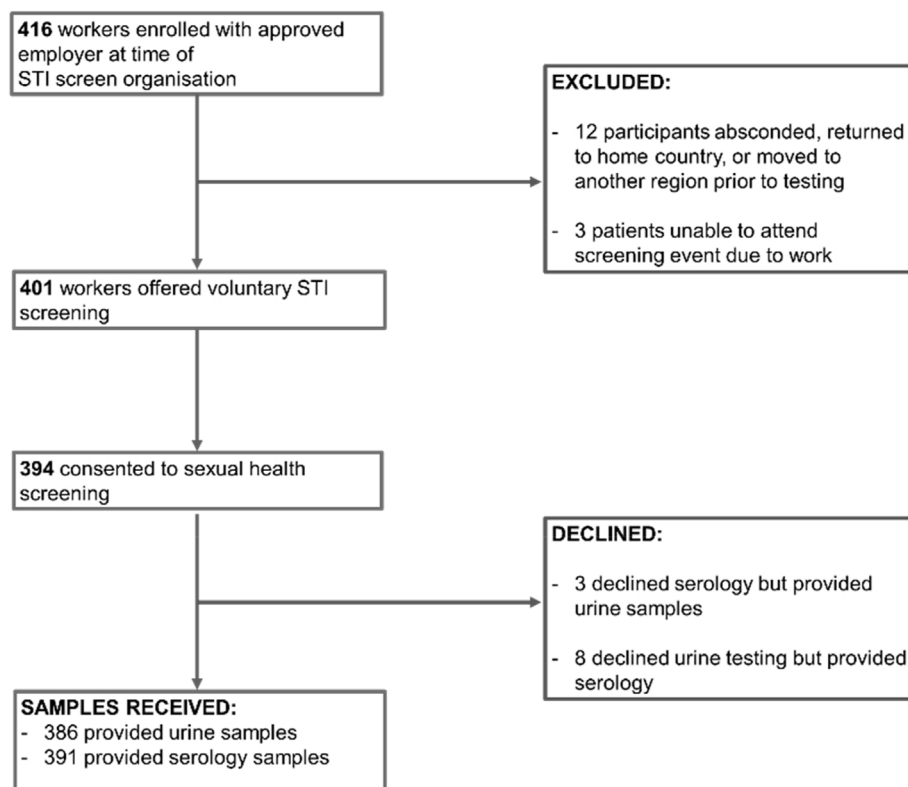 416 workers enrolled with approved
employer at time of
STI screen organisation
EXCLUDED:
- 12 participants absconded, returned
to home country, or moved to
another region prior to testing
- 3 patients unable to attend
screening event due to work
401 workers offered voluntary STI
screening
394 consented to sexual health
screening
DECLINED:
- 3 declined serology but provided
urine samples
- 8 declined urine testing but provided
serology
SAMPLES RECEIVED:
- 386 provided urine samples
- 391 provided serology samples